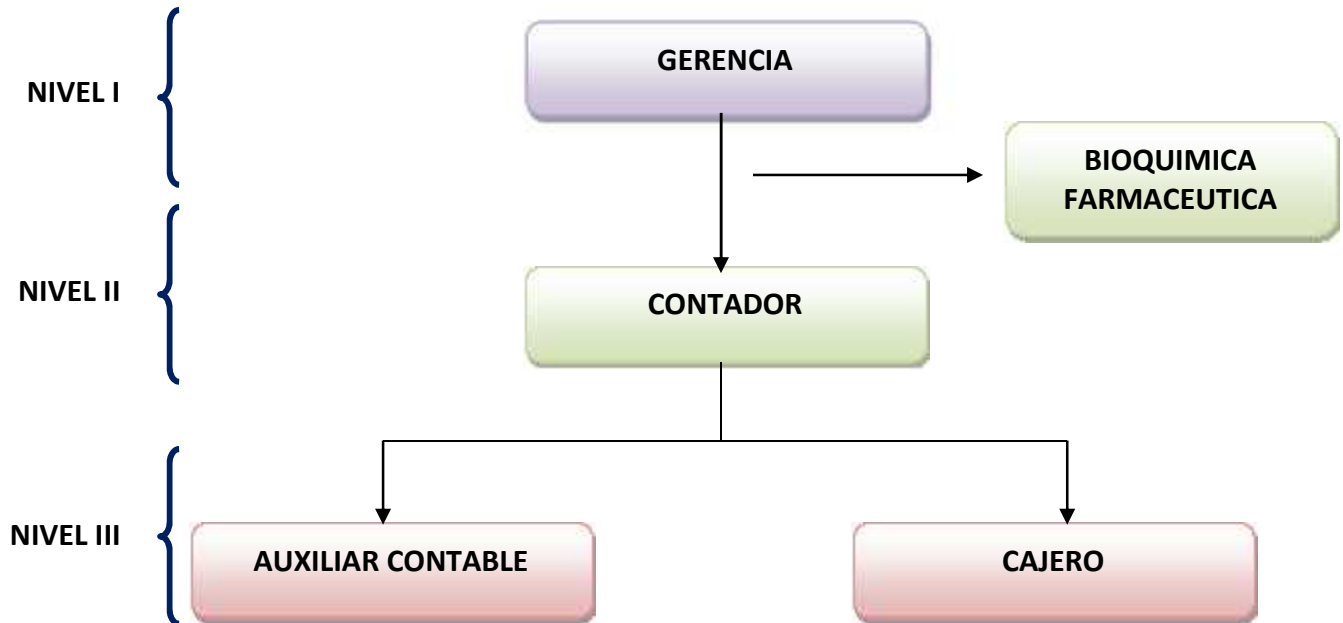 GERENCIA
NIVEL I
BIOQUIMICA
FARMACEUTICA
NIVEL II
CONTADOR
NIVEL III
AUXILIAR CONTABLE
CAJERO